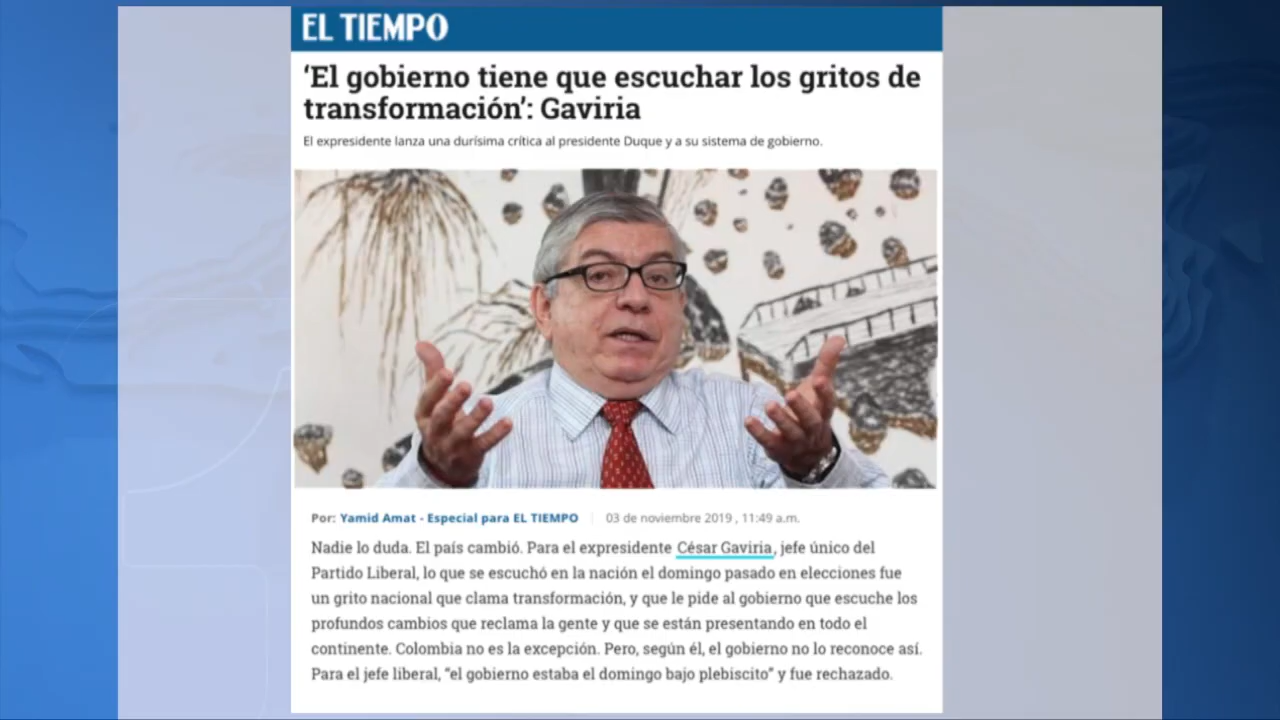 EL TIEMPO
‘El gobierno tiene que escuchar los gritos de
transformación’: Gaviria
El expresidente lanza una durísima crítica al presidente Duque y a su sistema de gobierno.
Por: Yamid Amat - Especial para EL TIEMPO 03 de noviembre 2019 , 11:49 a.m.
Nadie lo duda. El país cambió. Para el expresidente César Gaviria, jefe único del
Partido Liberal, lo que se escuchó en la nación el domingo pasado en elecciones fue
un grito nacional que clama transformación, y que le pide al gobierno que escuche los
profundos cambios que reclama la gente y que se están presentando en todo el
continente. Colombia no es la excepción. Pero, según él, el gobierno no lo reconoce así.
Para el jefe liberal, “el gobierno estaba el domingo bajo plebiscito” y fue rechazado.